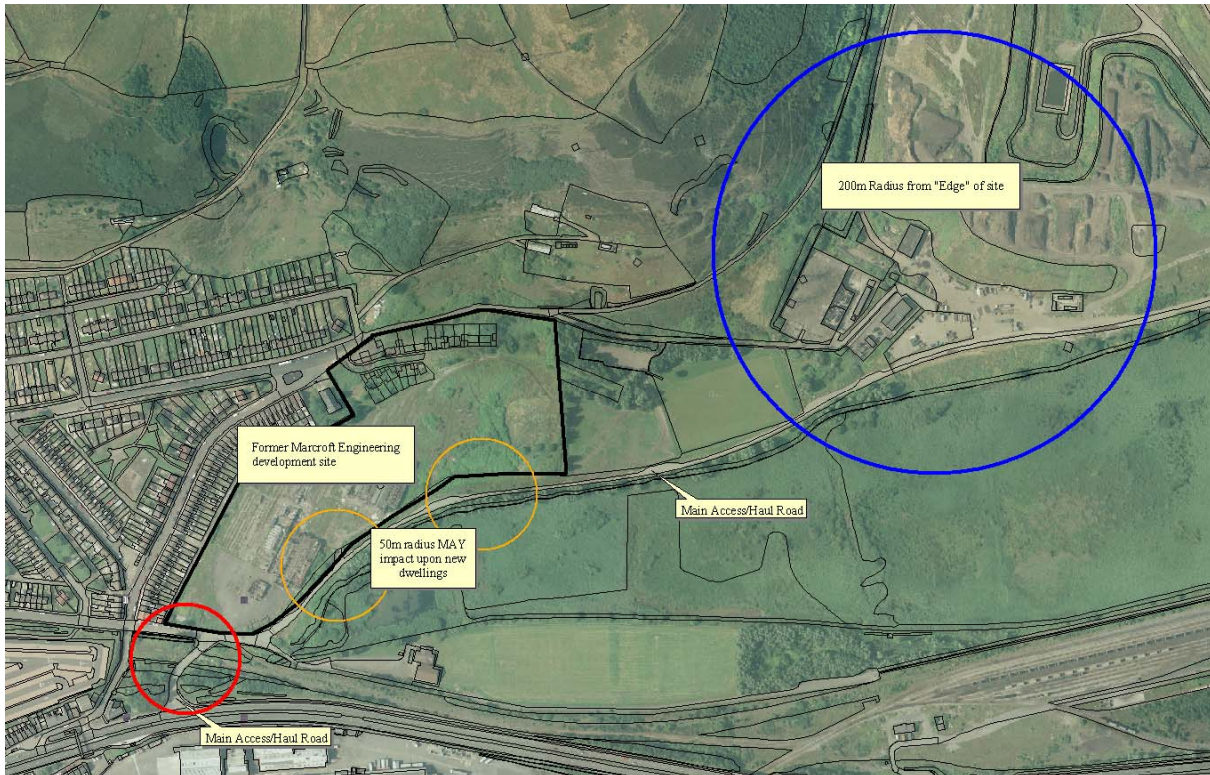 200m Radius from "Edge" of site
Former Marcroft Engineering
development site
Main Access/Haul Road
50m radius MAY
impact upon new
dwellings
Main Access/Haul Road